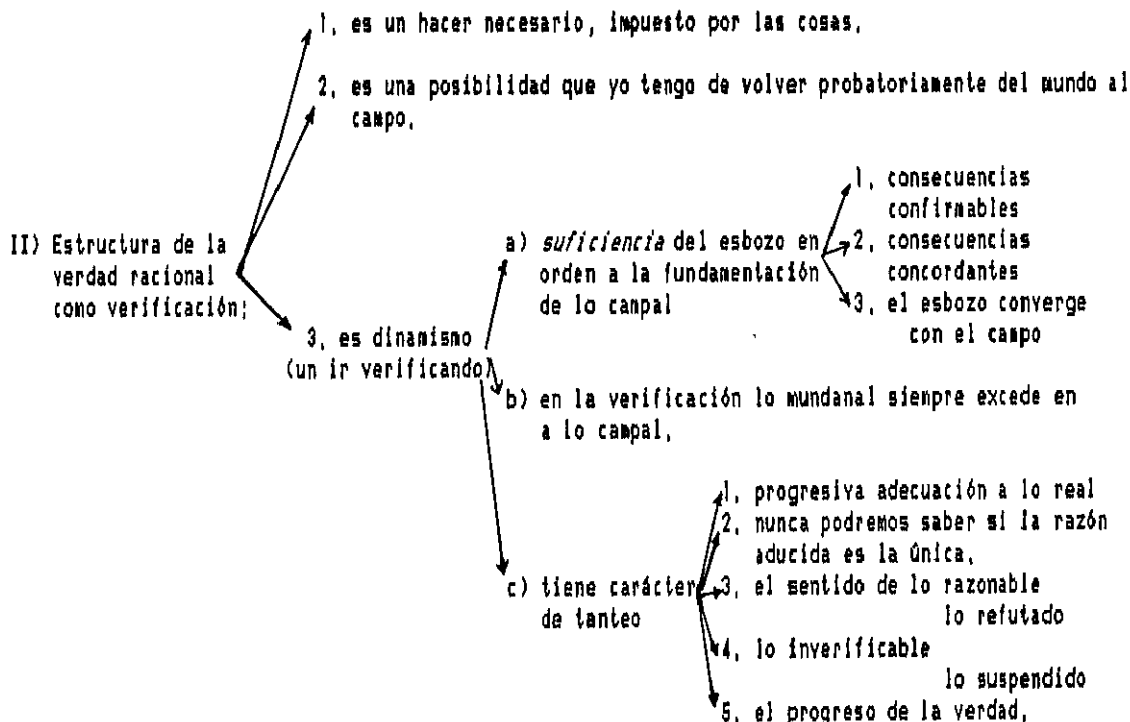 1, es un hacer necesario, impuesto por las cosas,
2, es una posibilidad que yo tengo de volver probatoriamente del mundo al
campo,
II) Estructura de la
verdad racional
como verificación;
3, es dinamismo
(un ir verificando)
a) suficiencia del esbozo en
orden a la fundamentación
de lo campal
1, consecuencias
confirmables
2, consecuencias
concordantes
3, el esbozo converge
con el campo
b) en la verificación lo mundanal siempre excede en
a lo campal,
c) tiene carácter
de tanteo
1, progresiva adecuación a lo real
2, nunca podremos saber si la razón
aducida es la única,
3, el sentido de lo razonable
lo refutado
4, lo inverificable
lo suspendido
5, el progreso de la verdad,